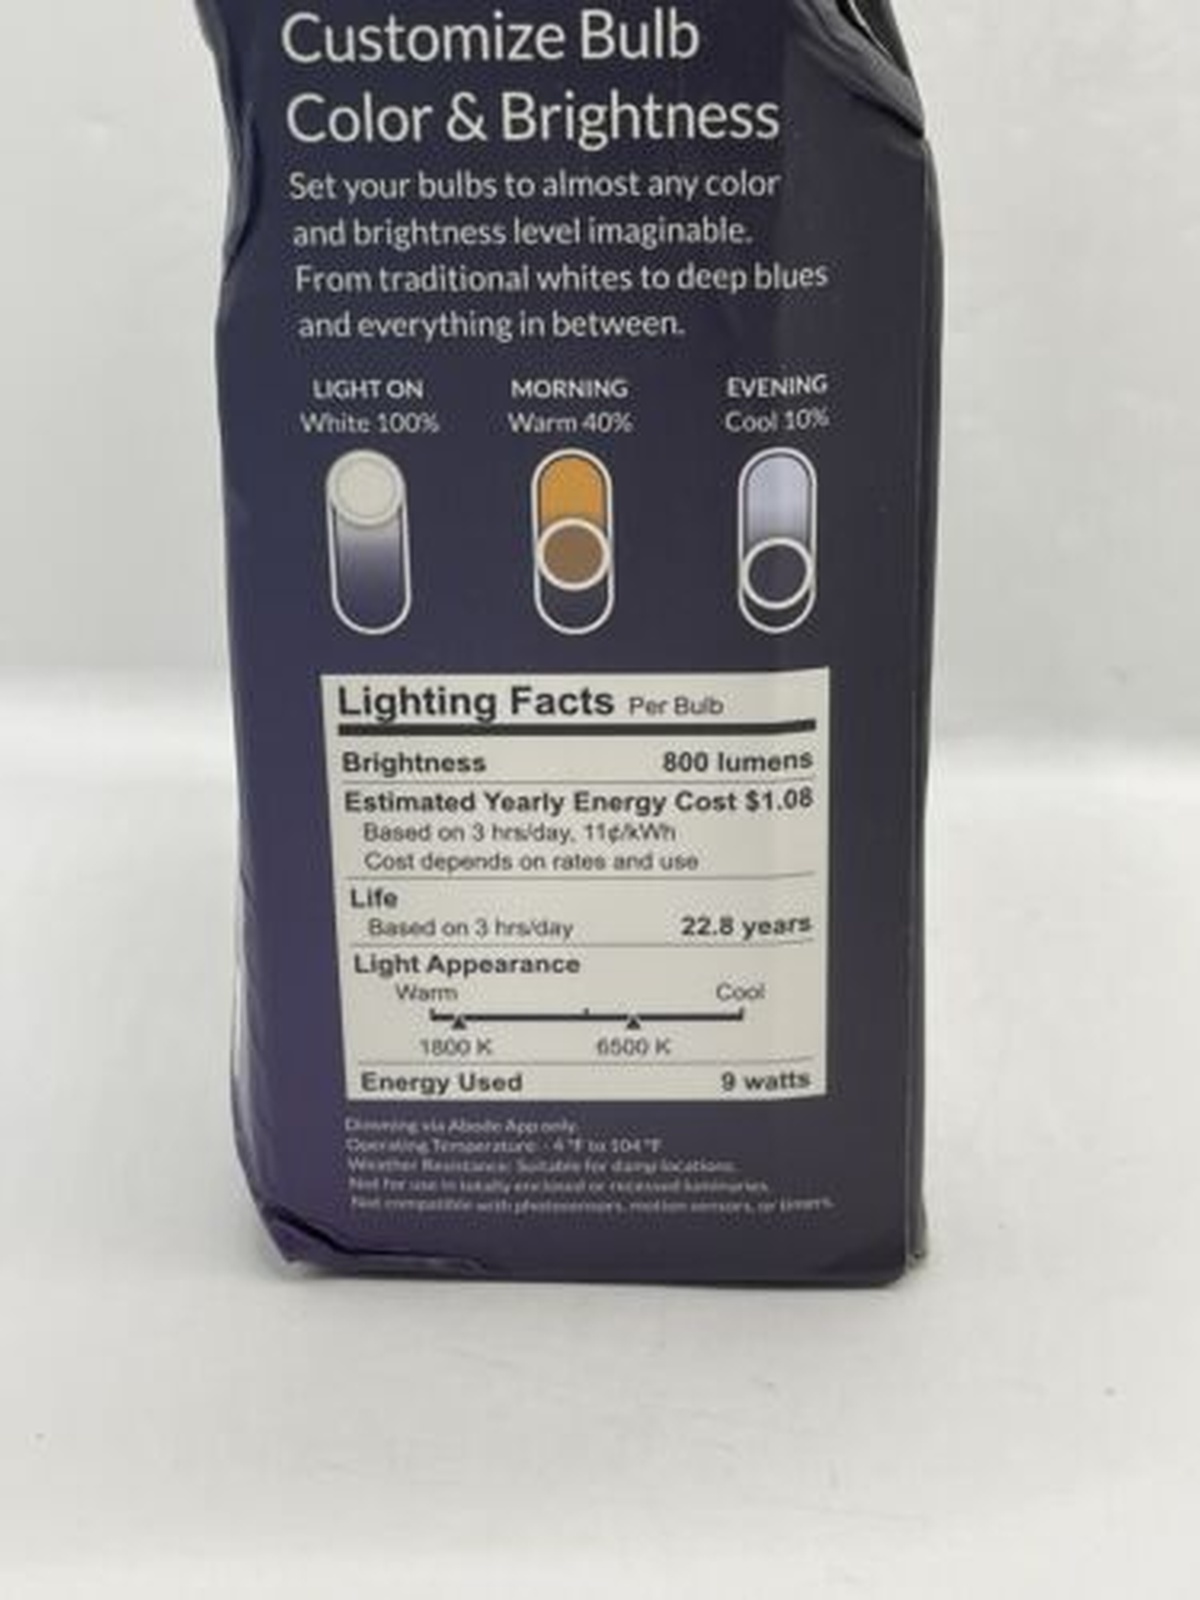 Customize Bulb
Color & Brightness
Set your bulbs to almost any color
and brightness level imaginable.
From traditional whites to deep blues
and everything in between.
LIGHT ON MORNING EVENING
White 100% Warm 40% Cool 10%
Lighting Facts Per Bulb
Brightness 800 lumens
Estimated Yearly Energy Cost $1.08
Based on 3 hrs/day, 11¢/kWh
Cost depends on rates and use
Life
Based on 3 hrs/day 22.8 years
Light Appearance
Warm Cool
1800 K 6500 K
Energy Used 9 watts
Dimming via Abode App only.
Operating Temperature: -4 °F to 104 °F
Weather Resistance: Suitable for damp locations.
Not for use in totally enclosed or recessed luminaries.
Not compatible with photosensors, motion sensors, or timers.